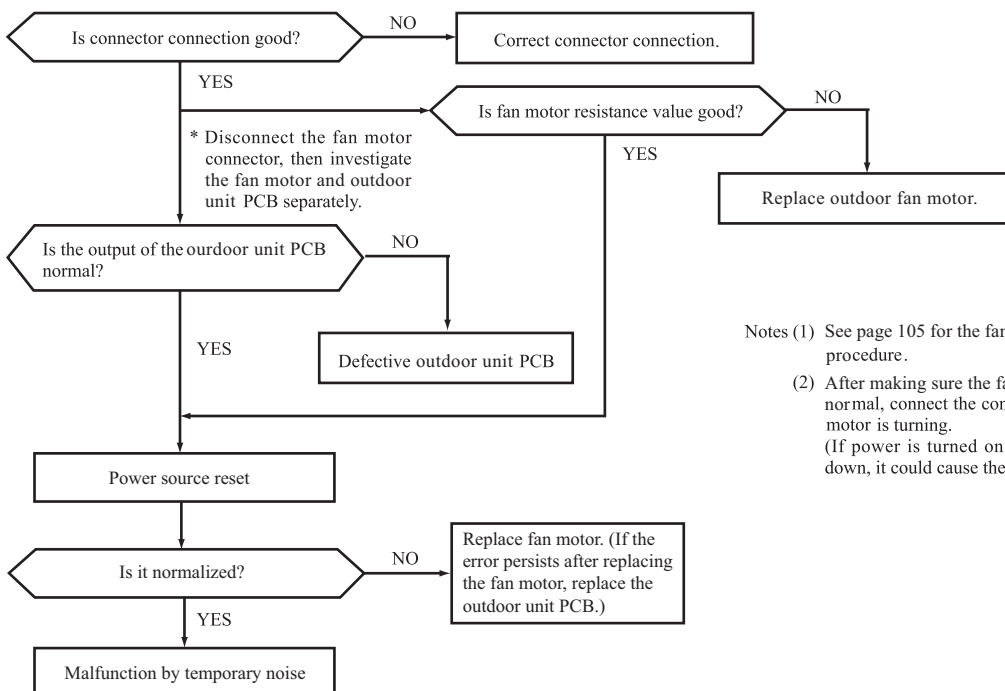 Is connector connection good?
NO
Correct connector connection.
YES
Is fan motor resistance value good?
NO
* Disconnect the fan motor
connector, then investigate
the fan motor and outdoor
unit PCB separately.
YES
Replace outdoor fan motor.
Is the output of the ourdoor unit PCB
normal?
NO
YES
Defective outdoor unit PCB
Notes (1) See page 105 for the fan
procedure.
(2) After making sure the fa
normal, connect the con
motor is turning.
(If power is turned on
down, it could cause the
Power source reset
Is it normalized?
NO
Replace fan motor. (If the
error persists after replacing
the fan motor, replace the
outdoor unit PCB.)
YES
Malfunction by temporary noise